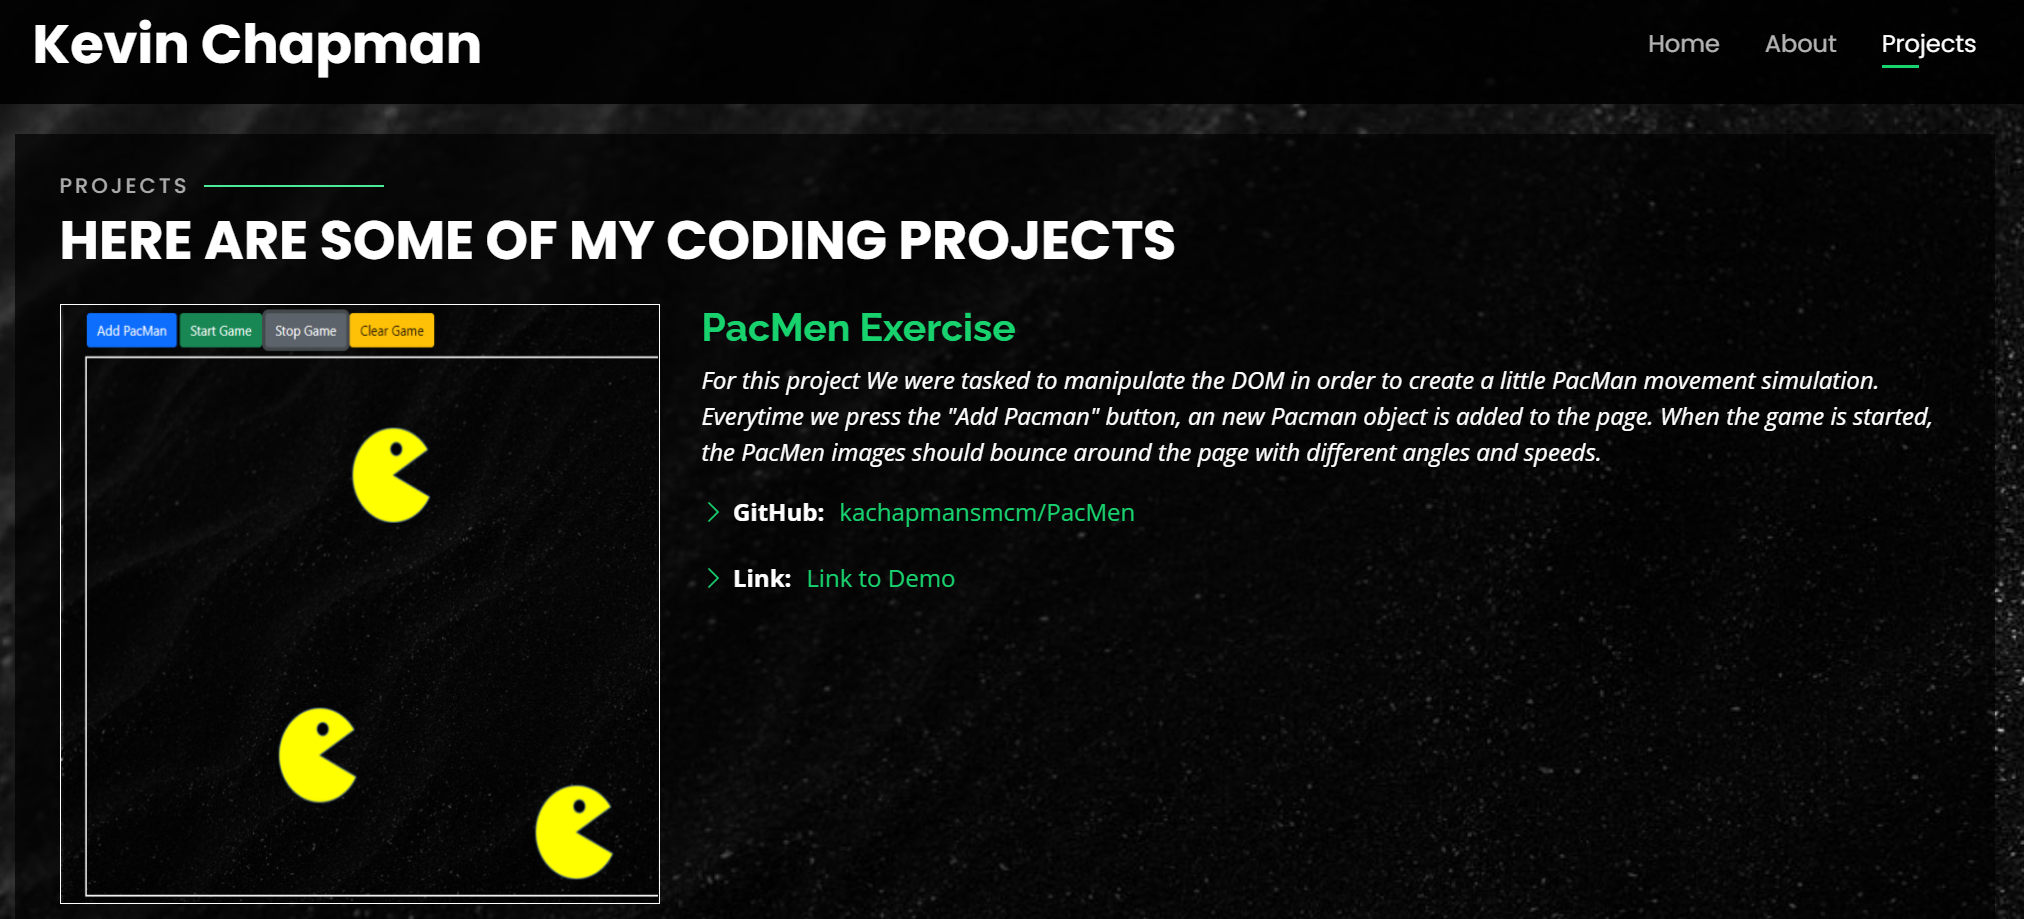 Kevin Chapman
Home About Projects
PROJECTS
HERE ARE SOME OF MY CODING PROJECTS
Add PacMan Start Game Stop Game Clear Game
PacMen Exercise
For this project We were tasked to manipulate the DOM in order to create a little PacMan movement simulation.
Everytime we press the "Add Pacman" button, an new Pacman object is added to the page. When the game is started,
the PacMen images should bounce around the page with different angles and speeds.
GitHub: kachapmansmcm/PacMen
Link: Link to Demo